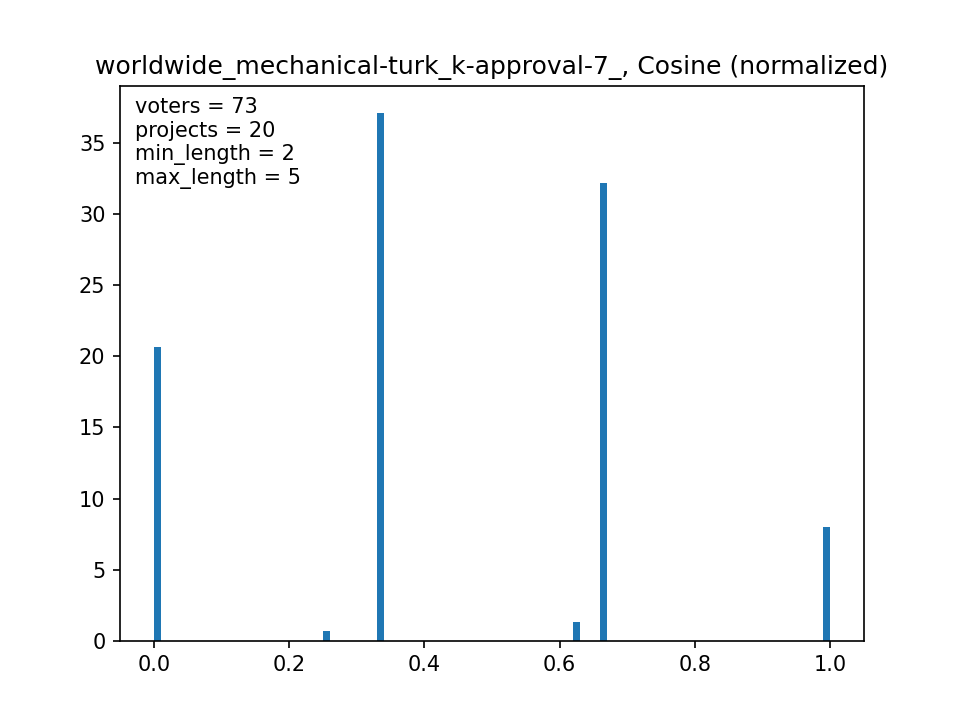 worldwide_mechanical-turk_k-approval-7_, Cosine (normalized)
voters = 73
projects = 20
min_length = 2
max_length = 5
35
30
25
20
15
10
5
0
0.0 0.2 0.4 0.6 0.8 1.0